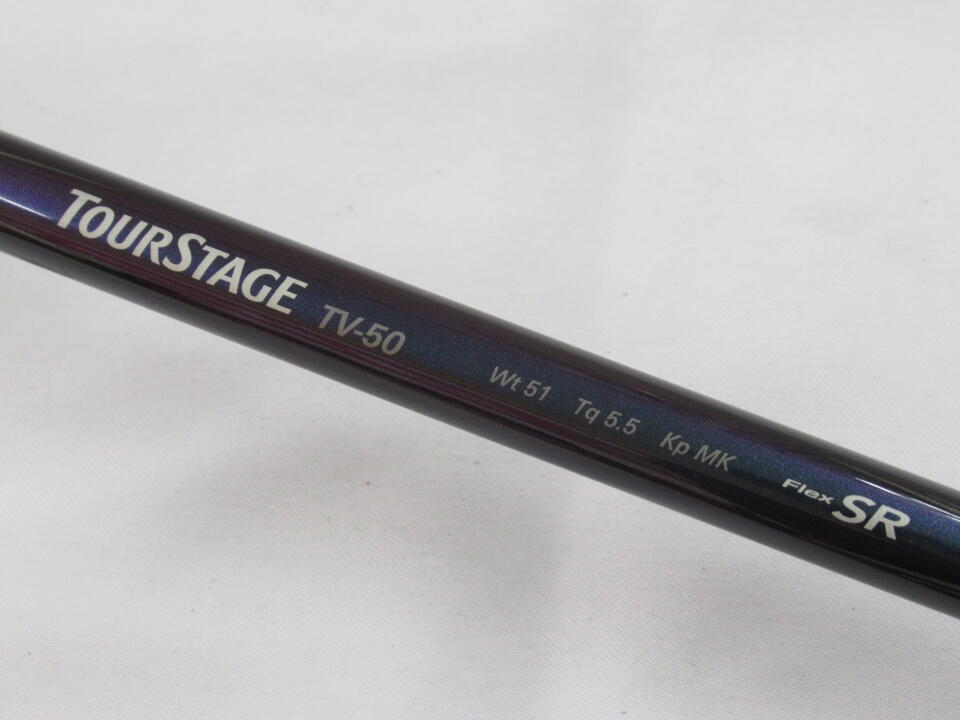 TOURSTAGE TV-50 Wt 51 Tq 5.5 Kp MK Flex SR